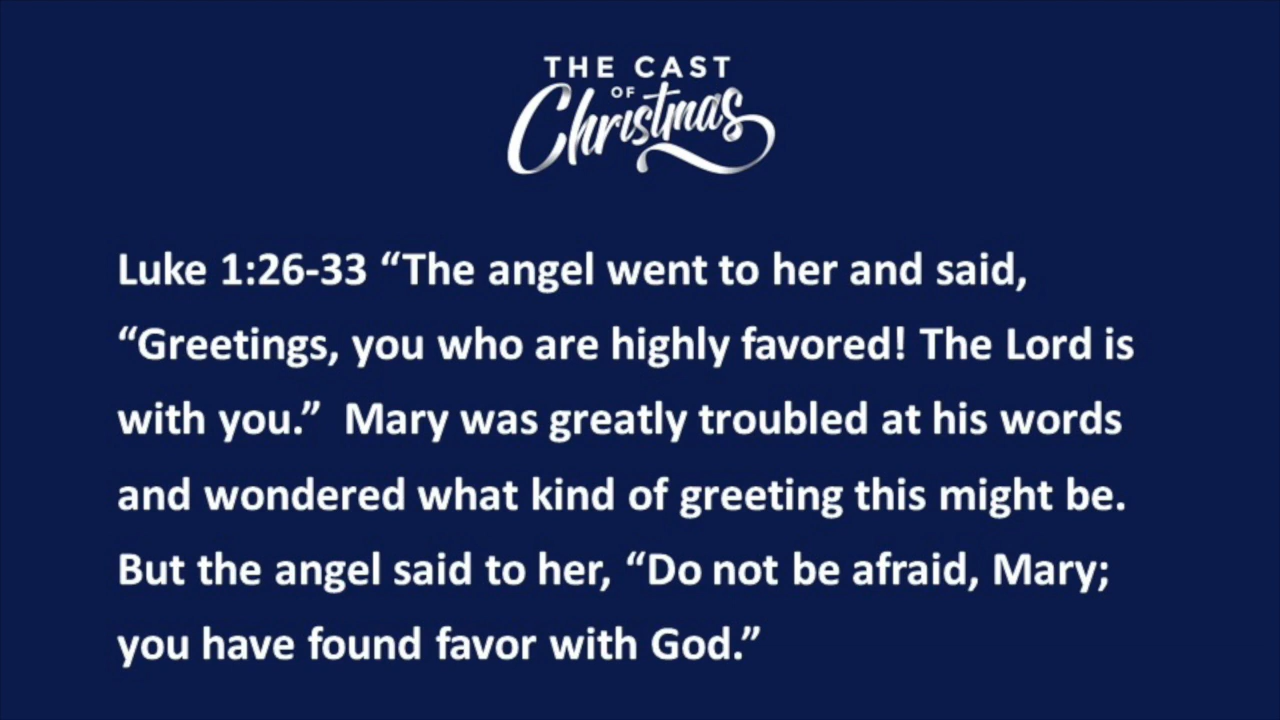 THE CAST
OF
Christmas
Luke 1:26-33 “The angel went to her and said,
“Greetings, you who are highly favored! The Lord is
with you.”  Mary was greatly troubled at his words
and wondered what kind of greeting this might be.
But the angel said to her, “Do not be afraid, Mary;
you have found favor with God.”